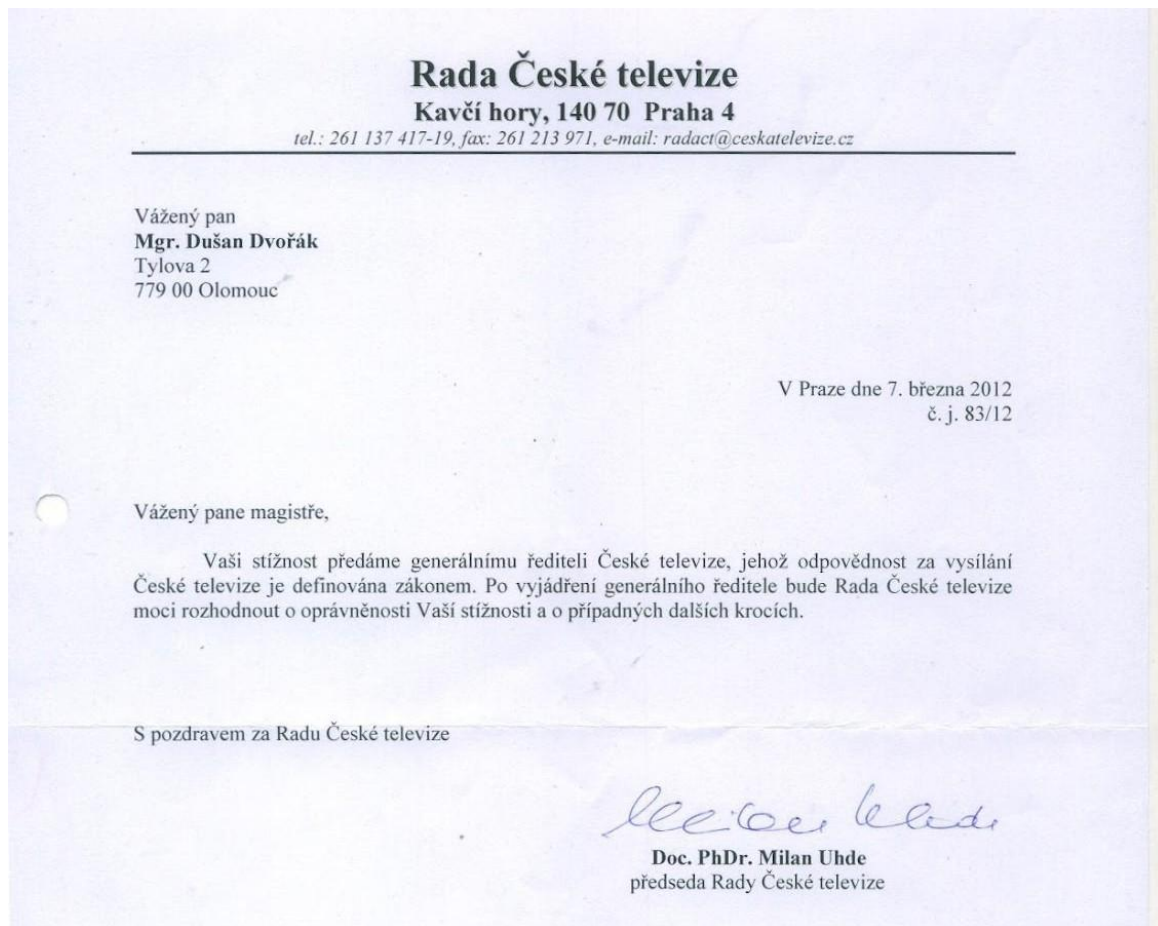 Rada České televize
Kavčí hory, 140 70 Praha 4
tel.: 261 137 417-19, fax: 261 213 971, e-mail: radact@ceskatelevize.cz
Vážený pan
Mgr. Dušan Dvořák
Tylova 2
779 00 Olomouc
V Praze dne 7. března 2012
č. j. 83/12
Vážený pane magistře,
Vaši stížnost předáme generálnímu řediteli České televize, jehož odpovědnost za vysílání
České televize je definována zákonem. Po vyjádření generálního ředitele bude Rada České televize
moci rozhodnout o oprávněnosti Vaší stížnosti a o případných dalších krocích.
S pozdravem za Radu České televize
Milan Uhde
Doc. PhDr. Milan Uhde
předseda Rady České televize